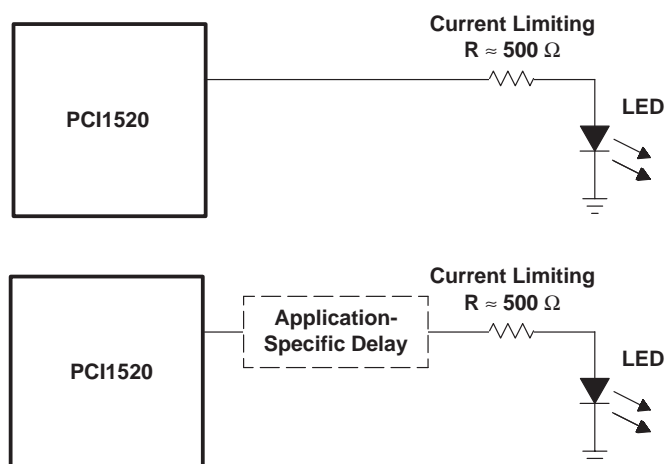 Current Limiting
R ≈ 500 Ω
LED
PCI1520
Current Limiting
R ≈ 500 Ω
Application-
Specific Delay
LED
PCI1520